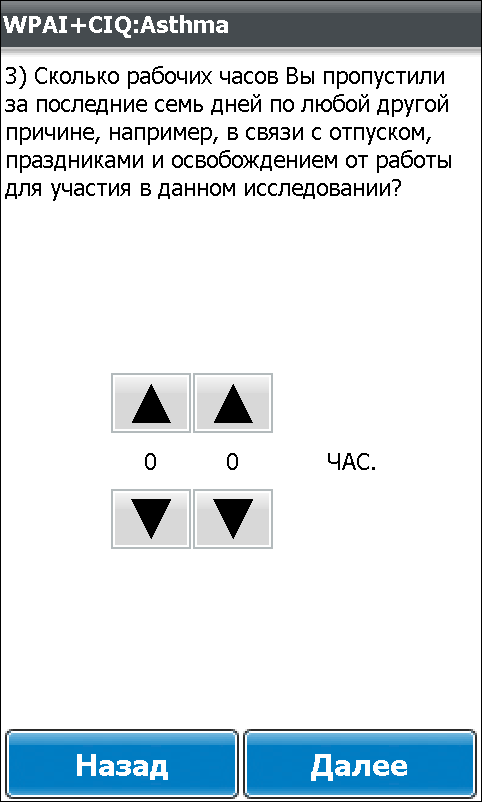 WPAI+CIQ:Asthma
3) Сколько рабочих часов Вы пропустили
за последние семь дней по любой другой
причине, например, в связи с отпуском,
праздниками и освобождением от работы
для участия в данном исследовании?
0 0 ЧАС.
Назад Далее